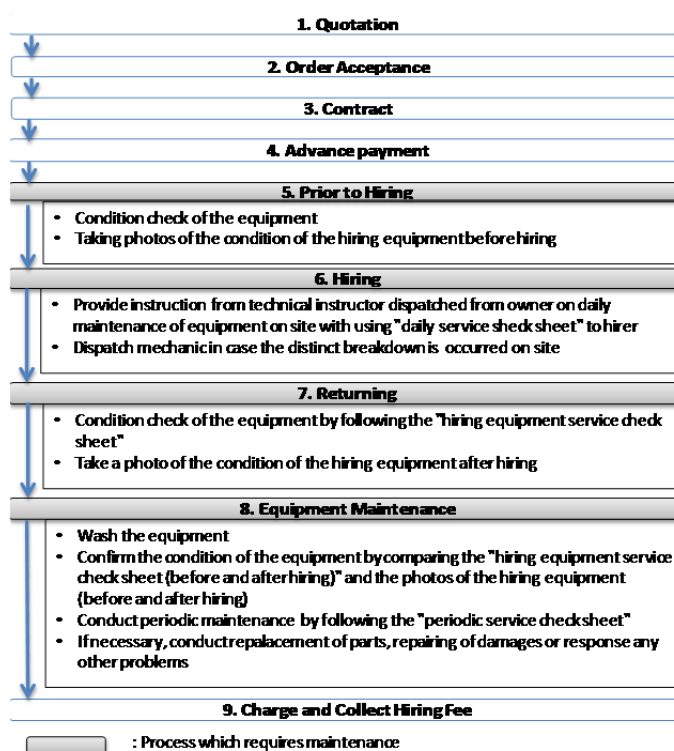 1. Quotation
2. Order Acceptance
3. Contract
4. Advance payment
5. Prior to Hiring
• Condition check of the equipment
• Taking photos of the condition of the hiring equipment before hiring
6. Hiring
• Provide instruction from technical instructor dispatched from owner on daily
maintenance of equipment on site with using "daily service sheck sheet" to hirer
• Dispatch mechanic in case the distinct breakdown is occurred on site
7. Returning
• Condition check of the equipment by following the "hiring equipment service check
sheet"
• Take a photo of the condition of the hiring equipment after hiring
8. Equipment Maintenance
• Wash the equipment
• Confirm the condition of the equipment by comparing the "hiring equipment service
check sheet (before and after hiring)" and the photos of the hiring equipment
(before and after hiring)
• Conduct periodic maintenance by following the "periodic service check sheet"
• If necessary, conduct repalacement of parts, repairing of damages or response any
other problems
9. Charge and Collect Hiring Fee
: Process which requires maintenance